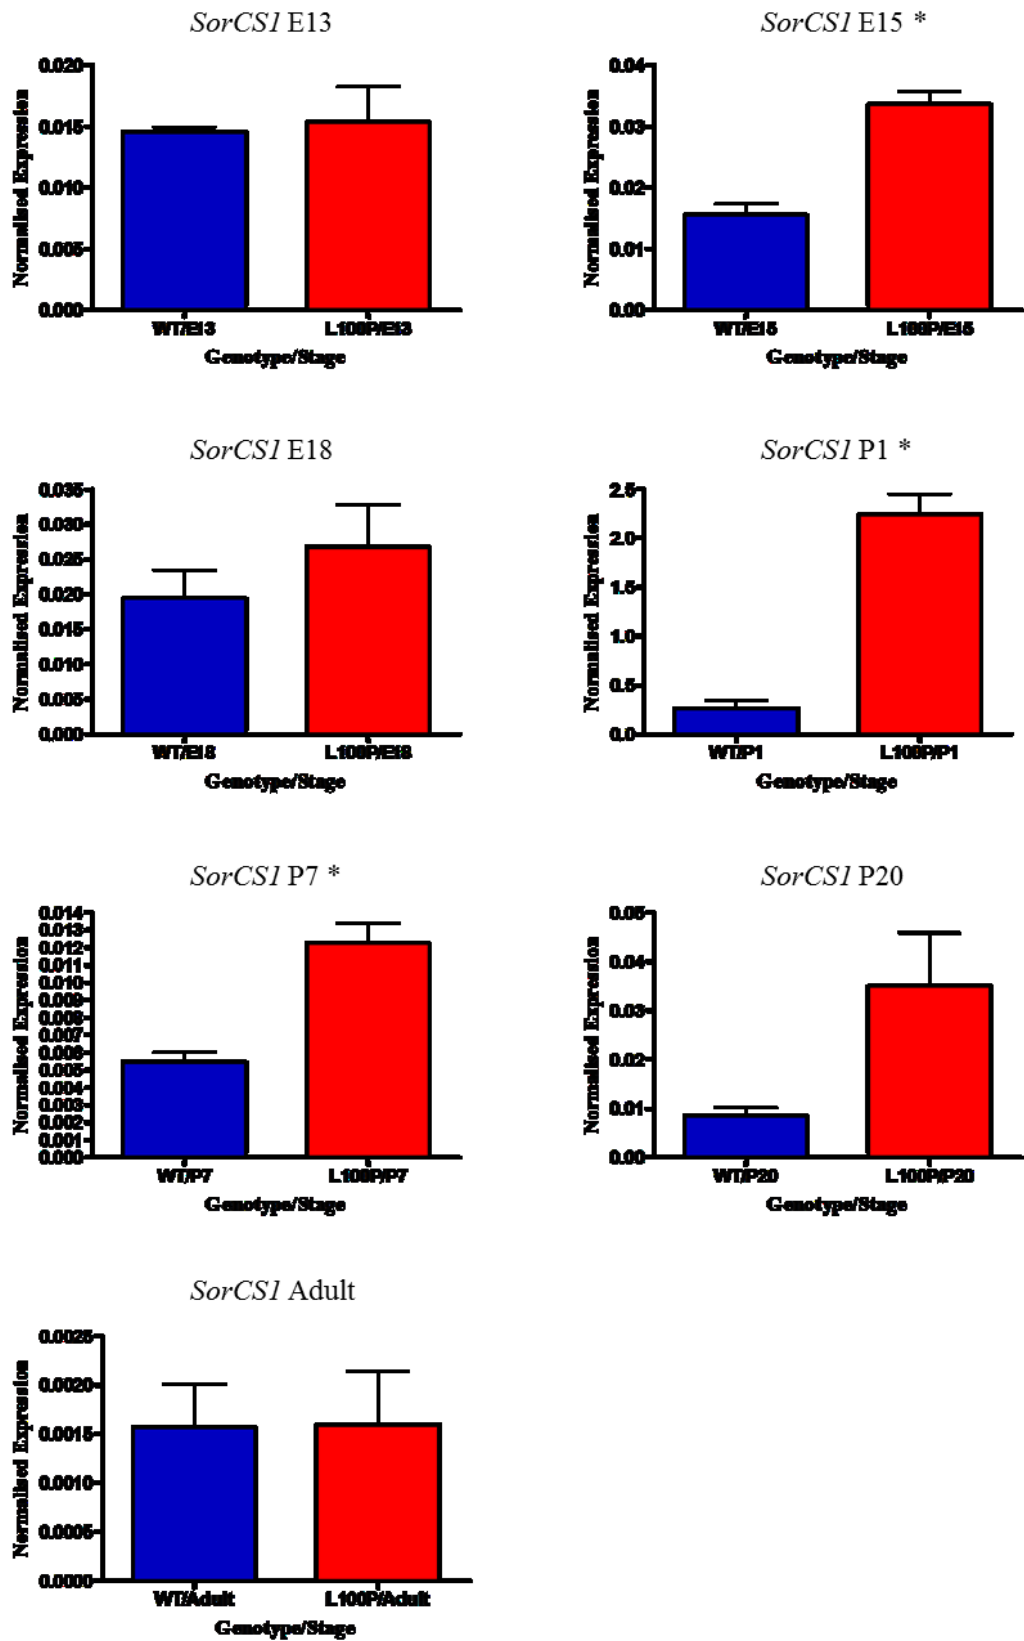 SorCS1 E13
0.020
0.015
0.010
0.005
0.000
Normalised Expression
WT/E13 L100P/E13
Genotype/Stage
SorCS1 E15 *
0.04
0.03
0.02
0.01
0.00
Normalised Expression
WT/E15 L100P/E15
Genotype/Stage
SorCS1 E18
0.035
0.030
0.025
0.020
0.015
0.010
0.005
0.000
Normalised Expression
WT/E18 L100P/E18
Genotype/Stage
SorCS1 P1 *
2.5
2.0
1.5
1.0
0.5
0.0
Normalised Expression
WT/P1 L100P/P1
Genotype/Stage
SorCS1 P7 *
0.014
0.013
0.012
0.011
0.010
0.009
0.008
0.007
0.006
0.005
0.004
0.003
0.002
0.001
0.000
Normalised Expression
WT/P7 L100P/P7
Genotype/Stage
SorCS1 P20
0.05
0.04
0.03
0.02
0.01
0.00
Normalised Expression
WT/P20 L100P/P20
Genotype/Stage
SorCS1 Adult
0.0025
0.0020
0.0015
0.0010
0.0005
0.0000
Normalised Expression
WT/Adult L100P/Adult
Genotype/Stage